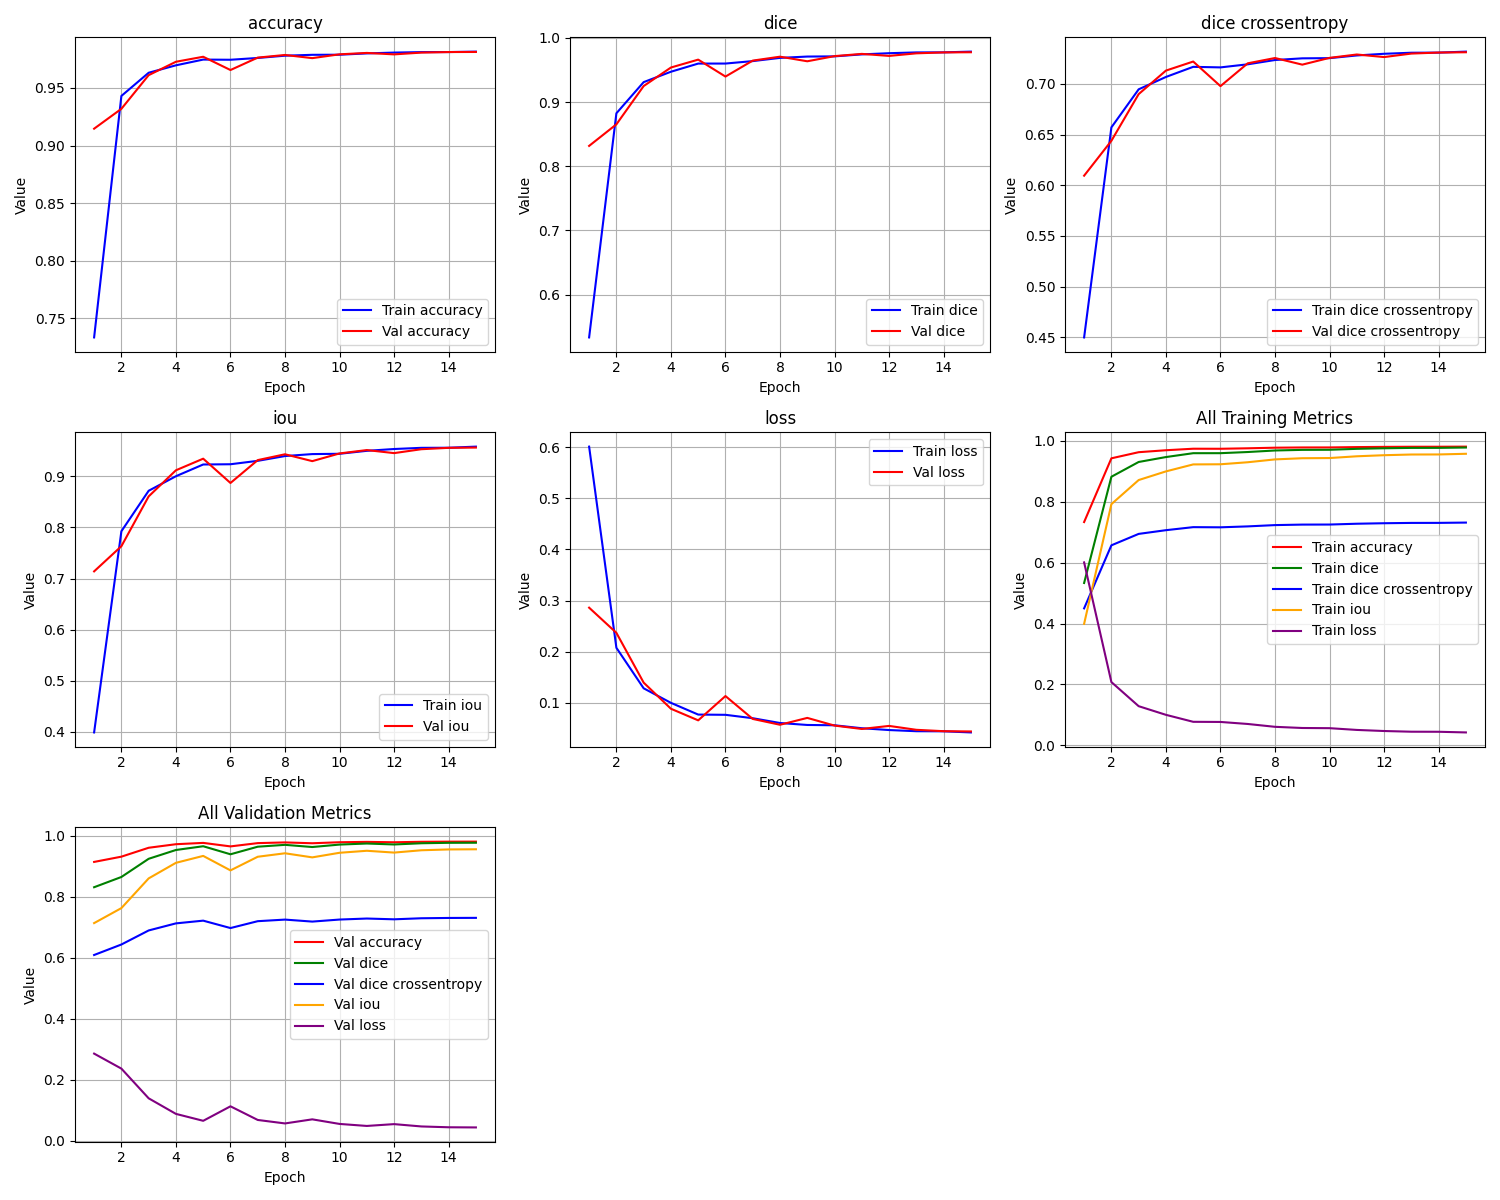 accuracy
Value
0.95
0.90
0.85
0.80
0.75
Train accuracy
Val accuracy
2 4 6 8 10 12 14
Epoch
dice
Value
1.0
0.9
0.8
0.7
0.6
Train dice
Val dice
2 4 6 8 10 12 14
Epoch
dice crossentropy
Value
0.70
0.65
0.60
0.55
0.50
0.45
Train dice crossentropy
Val dice crossentropy
2 4 6 8 10 12 14
Epoch
iou
Value
0.9
0.8
0.7
0.6
0.5
0.4
Train iou
Val iou
2 4 6 8 10 12 14
Epoch
loss
Value
0.6
0.5
0.4
0.3
0.2
0.1
Train loss
Val loss
2 4 6 8 10 12 14
Epoch
All Training Metrics
Value
1.0
0.8
0.6
0.4
0.2
0.0
Train accuracy
Train dice
Train dice crossentropy
Train iou
Train loss
2 4 6 8 10 12 14
Epoch
All Validation Metrics
Value
1.0
0.8
0.6
0.4
0.2
0.0
Val accuracy
Val dice
Val dice crossentropy
Val iou
Val loss
2 4 6 8 10 12 14
Epoch